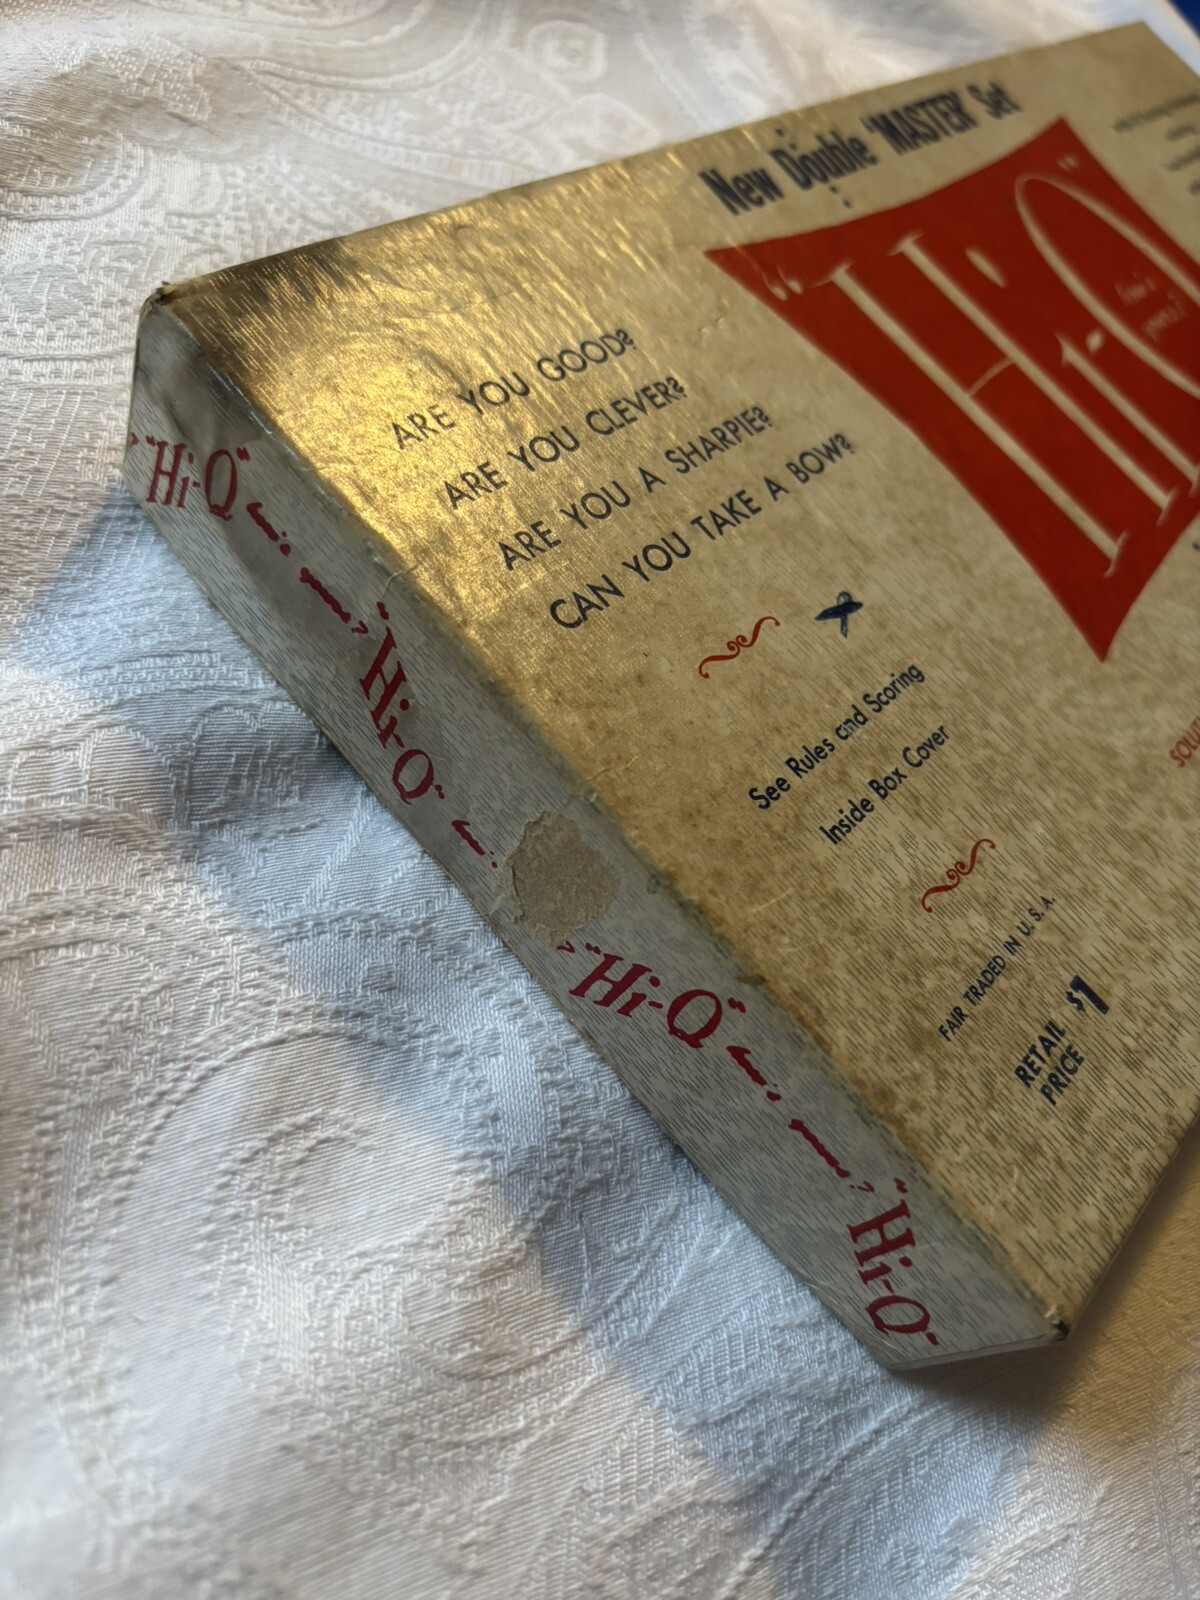 New Double "MASTER" Set
"Hi-Q"
ARE YOU GOOD?
ARE YOU CLEVER?
ARE YOU A SHARPIE?
CAN YOU TAKE A BOW?
See Rules and Scoring
Inside Box Cover
FAIR TRADED IN U. S. A.
RETAIL
PRICE $1
"Hi-Q"
"Hi-Q"
"Hi-Q"
"Hi-Q"